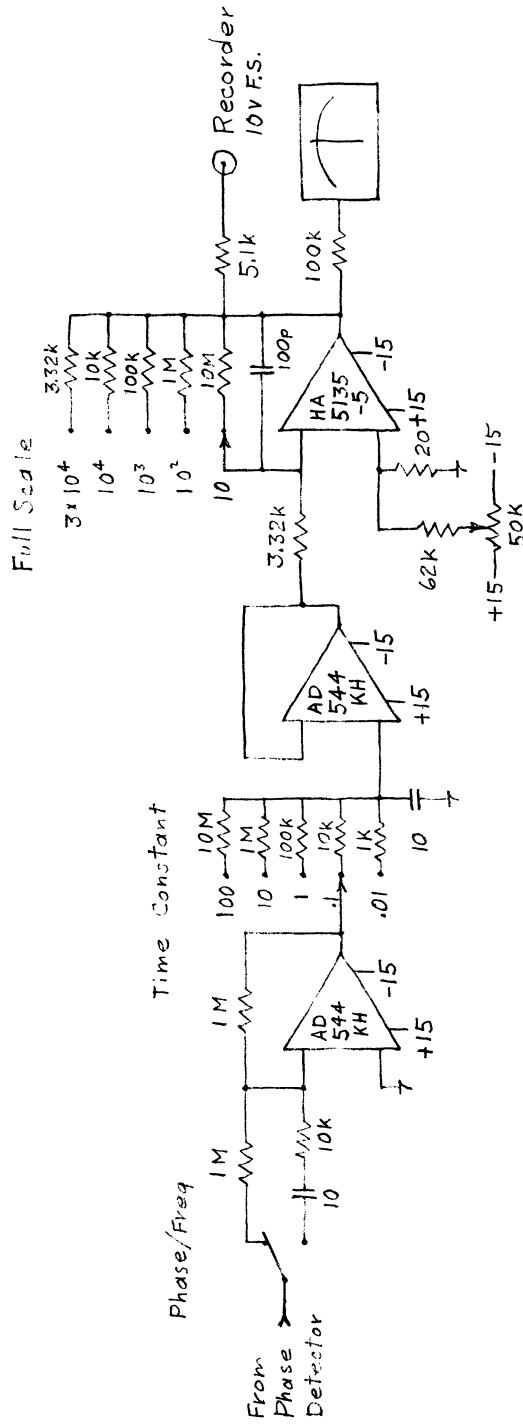 Full Scale
3×10⁴
10⁴
10³
10²
10
3.32k
10k
100k
1M
10M
100p
5.1k
Recorder
10V F.S.
100k
HA
5135
-5
-15
+15
20
62k
+15
-15
50K
3.32k
AD
544
KH
-15
+15
Time Constant
100
10
1
.1
.01
10M
1M
100k
10k
1k
10
1M
AD
544
KH
-15
+15
Phase/Freq
1M
10k
10
From
Phase
Detector